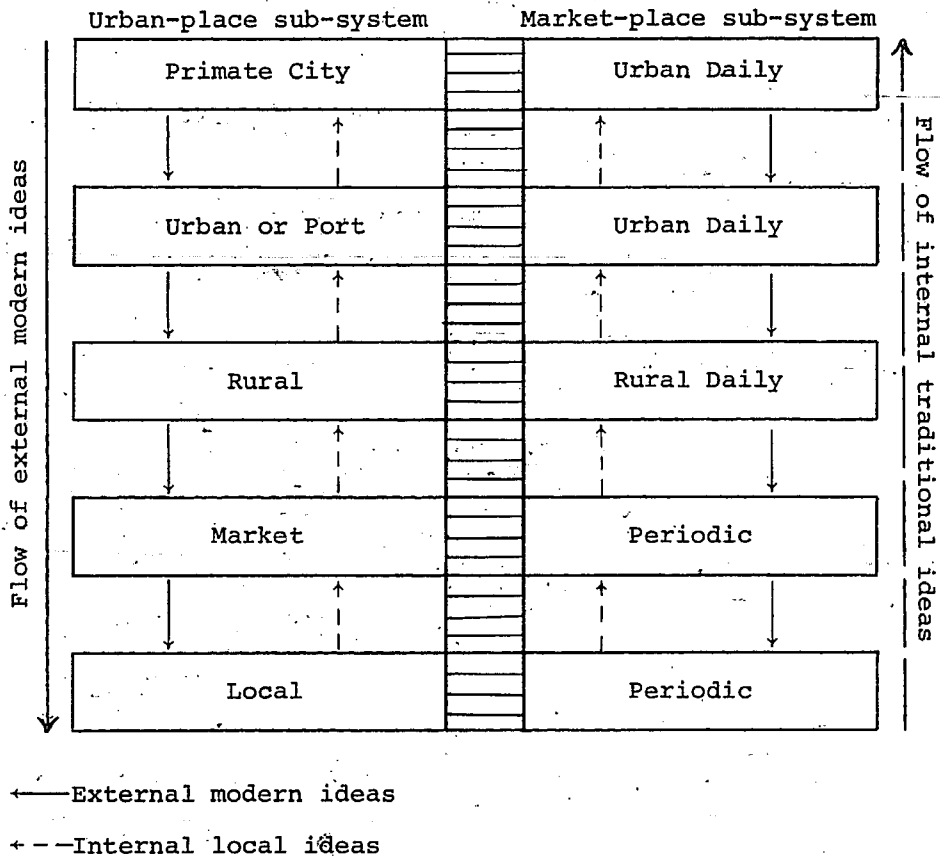 Urban-place sub-system
Market-place sub-system
Primate City
Urban Daily
Urban or Port
Urban Daily
Rural
Rural Daily
Market
Periodic
Local
Periodic
Flow of external modern ideas
Flow of internal traditional ideas
External modern ideas
Internal local ideas